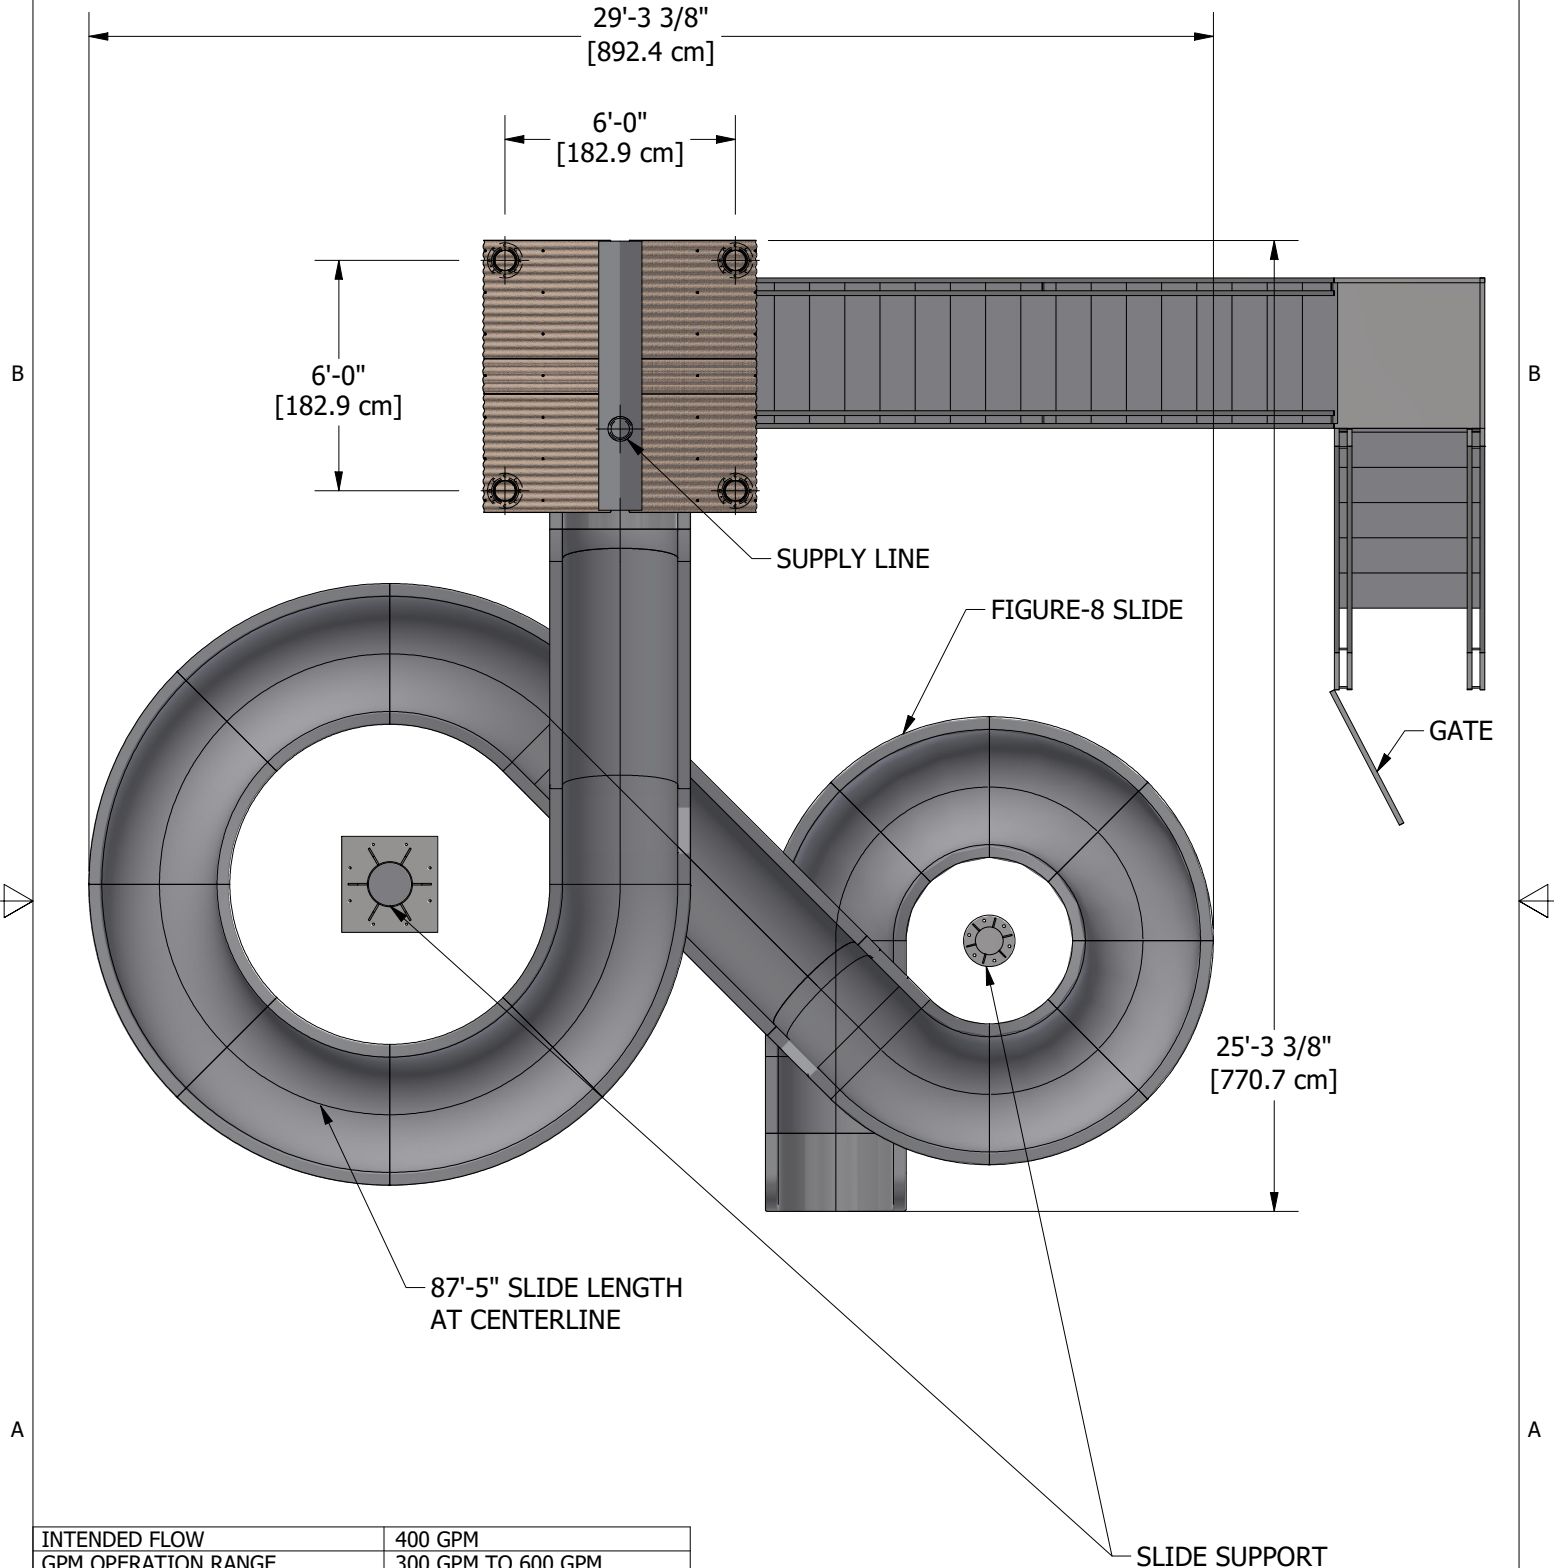 29'-3 3/8"
[892.4 cm]
6'-0"
[182.9 cm]
B
6'-0"
[182.9 cm]
B
SUPPLY LINE
FIGURE-8 SLIDE
GATE
25'-3 3/8"
[770.7 cm]
87'-5" SLIDE LENGTH
AT CENTERLINE
A
A
INTENDED FLOW 400 GPM
GPM OPERATION RANGE 300 GPM TO 600 GPM
SLIDE SUPPORT